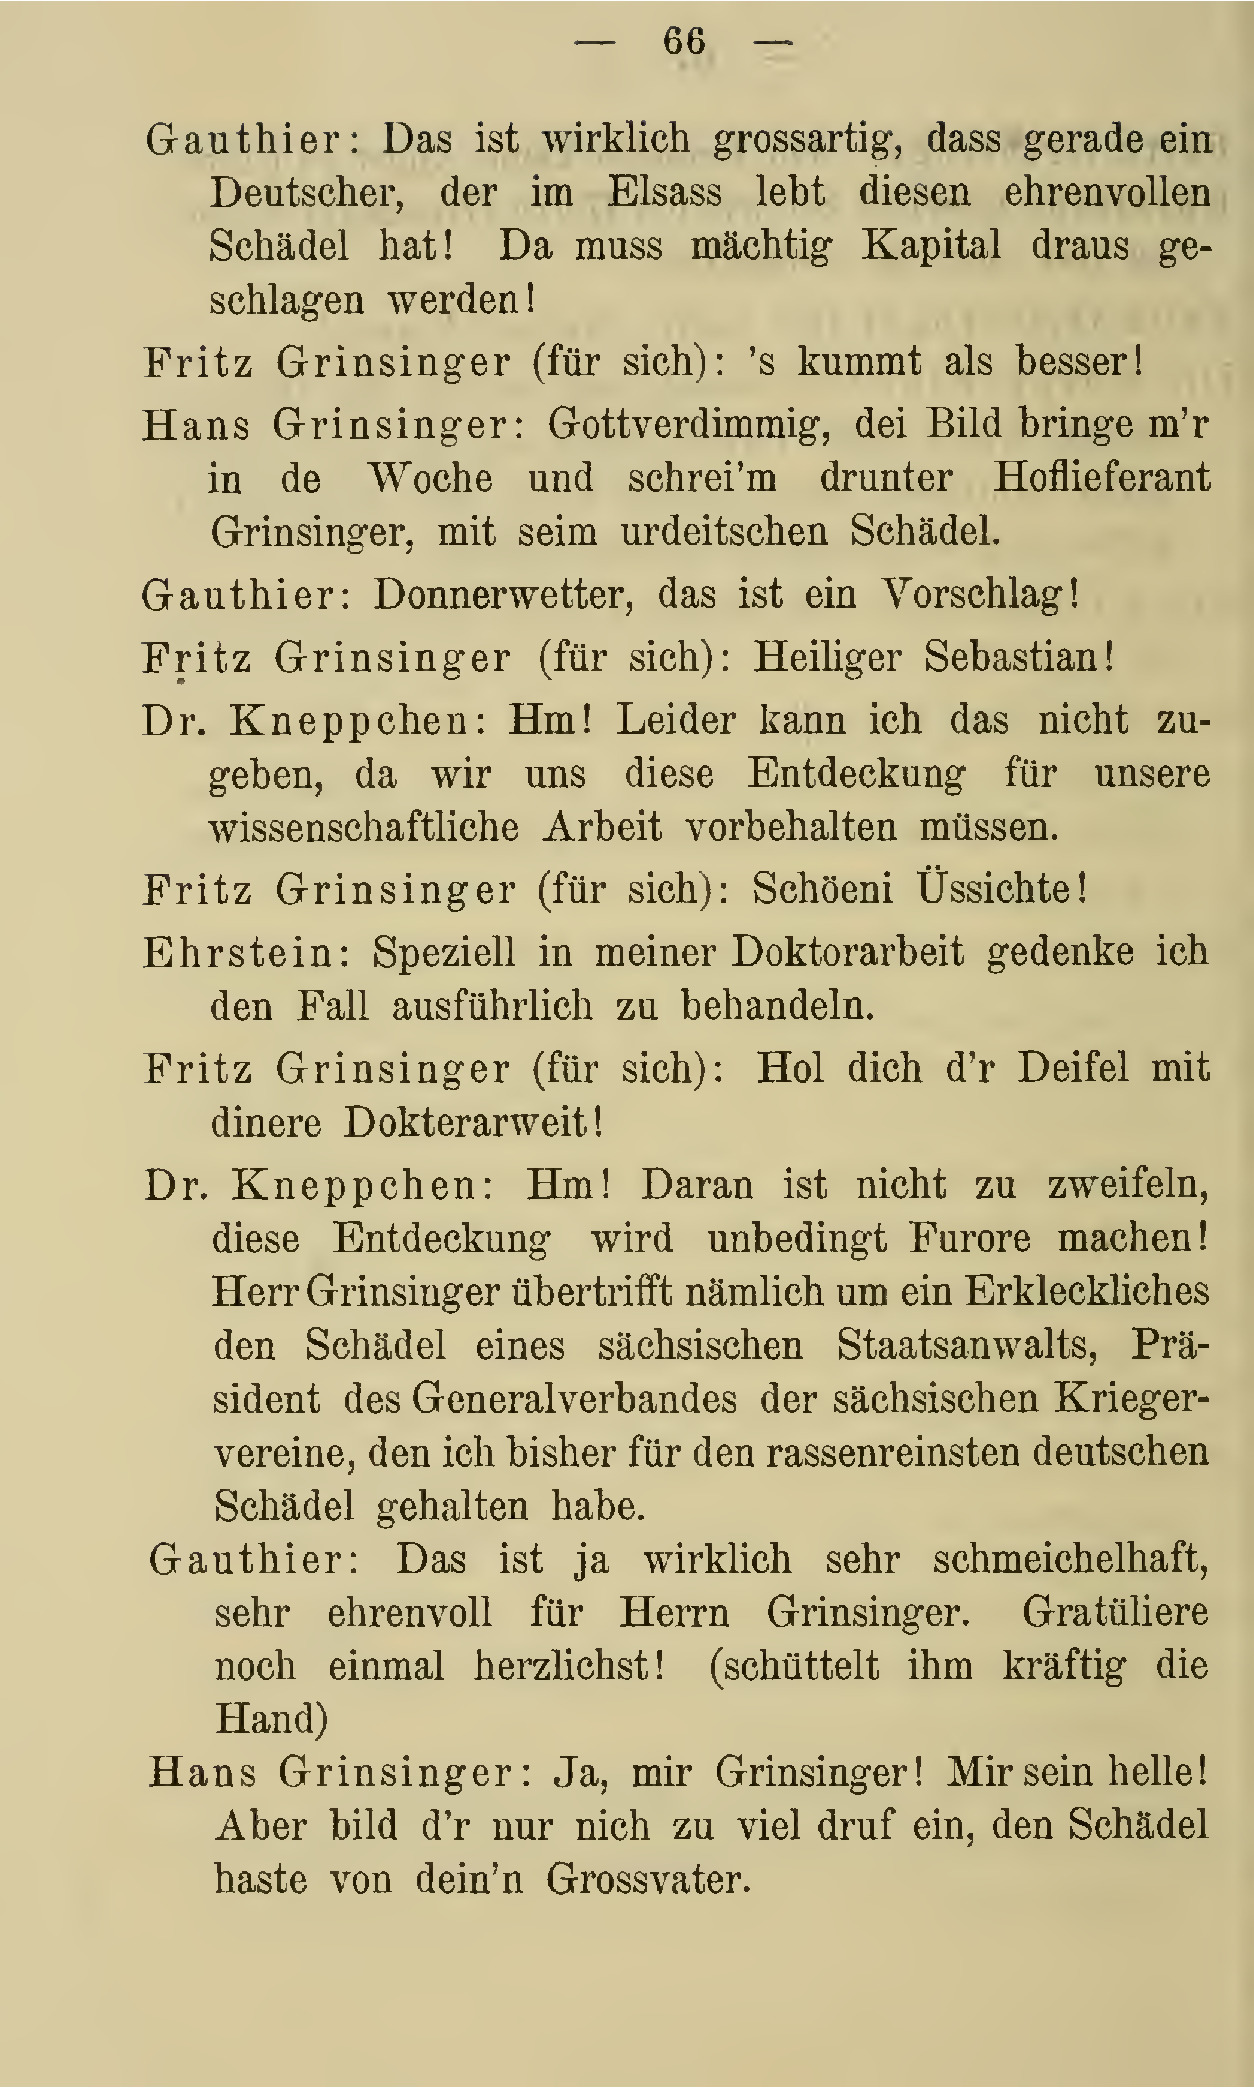 — 66 —
Gauthier: Das ist wirklich grossartig, dass gerade ein
Deutscher, der im Elsass lebt diesen ehrenvollen
Schädel hat! Da muss mächtig Kapital draus ge-
schlagen werden!
Fritz Grinsinger (für sich): 's kummt als besser!
Hans Grinsinger: Gottverdimmig, dei Bild bringe m'r
in de Woche und schrei'm drunter Hoflieferant
Grinsinger, mit seim urdeitschen Schädel.
Gauthier: Donnerwetter, das ist ein Vorschlag!
Fritz Grinsinger (für sich): Heiliger Sebastian!
Dr. Kneppchen: Hm! Leider kann ich das nicht zu-
geben, da wir uns diese Entdeckung für unsere
wissenschaftliche Arbeit vorbehalten müssen.
Fritz Grinsinger (für sich): Schöeni Üssichte!
Ehrstein: Speziell in meiner Doktorarbeit gedenke ich
den Fall ausführlich zu behandeln.
Fritz Grinsinger (für sich): Hol dich d'r Deifel mit
dinere Dokterarweit!
Dr. Kneppchen: Hm! Daran ist nicht zu zweifeln,
diese Entdeckung wird unbedingt Furore machen!
Herr Grinsinger übertrifft nämlich um ein Erkleckliches
den Schädel eines sächsischen Staatsanwalts, Prä-
sident des Generalverbandes der sächsischen Krieger-
vereine, den ich bisher für den rassenreinsten deutschen
Schädel gehalten habe.
Gauthier: Das ist ja wirklich sehr schmeichelhaft,
sehr ehrenvoll für Herrn Grinsinger. Gratüliere
noch einmal herzlichst! (schüttelt ihm kräftig die
Hand)
Hans Grinsinger: Ja, mir Grinsinger! Mir sein helle!
Aber bild d'r nur nich zu viel druf ein, den Schädel
haste von dein'n Grossvater.